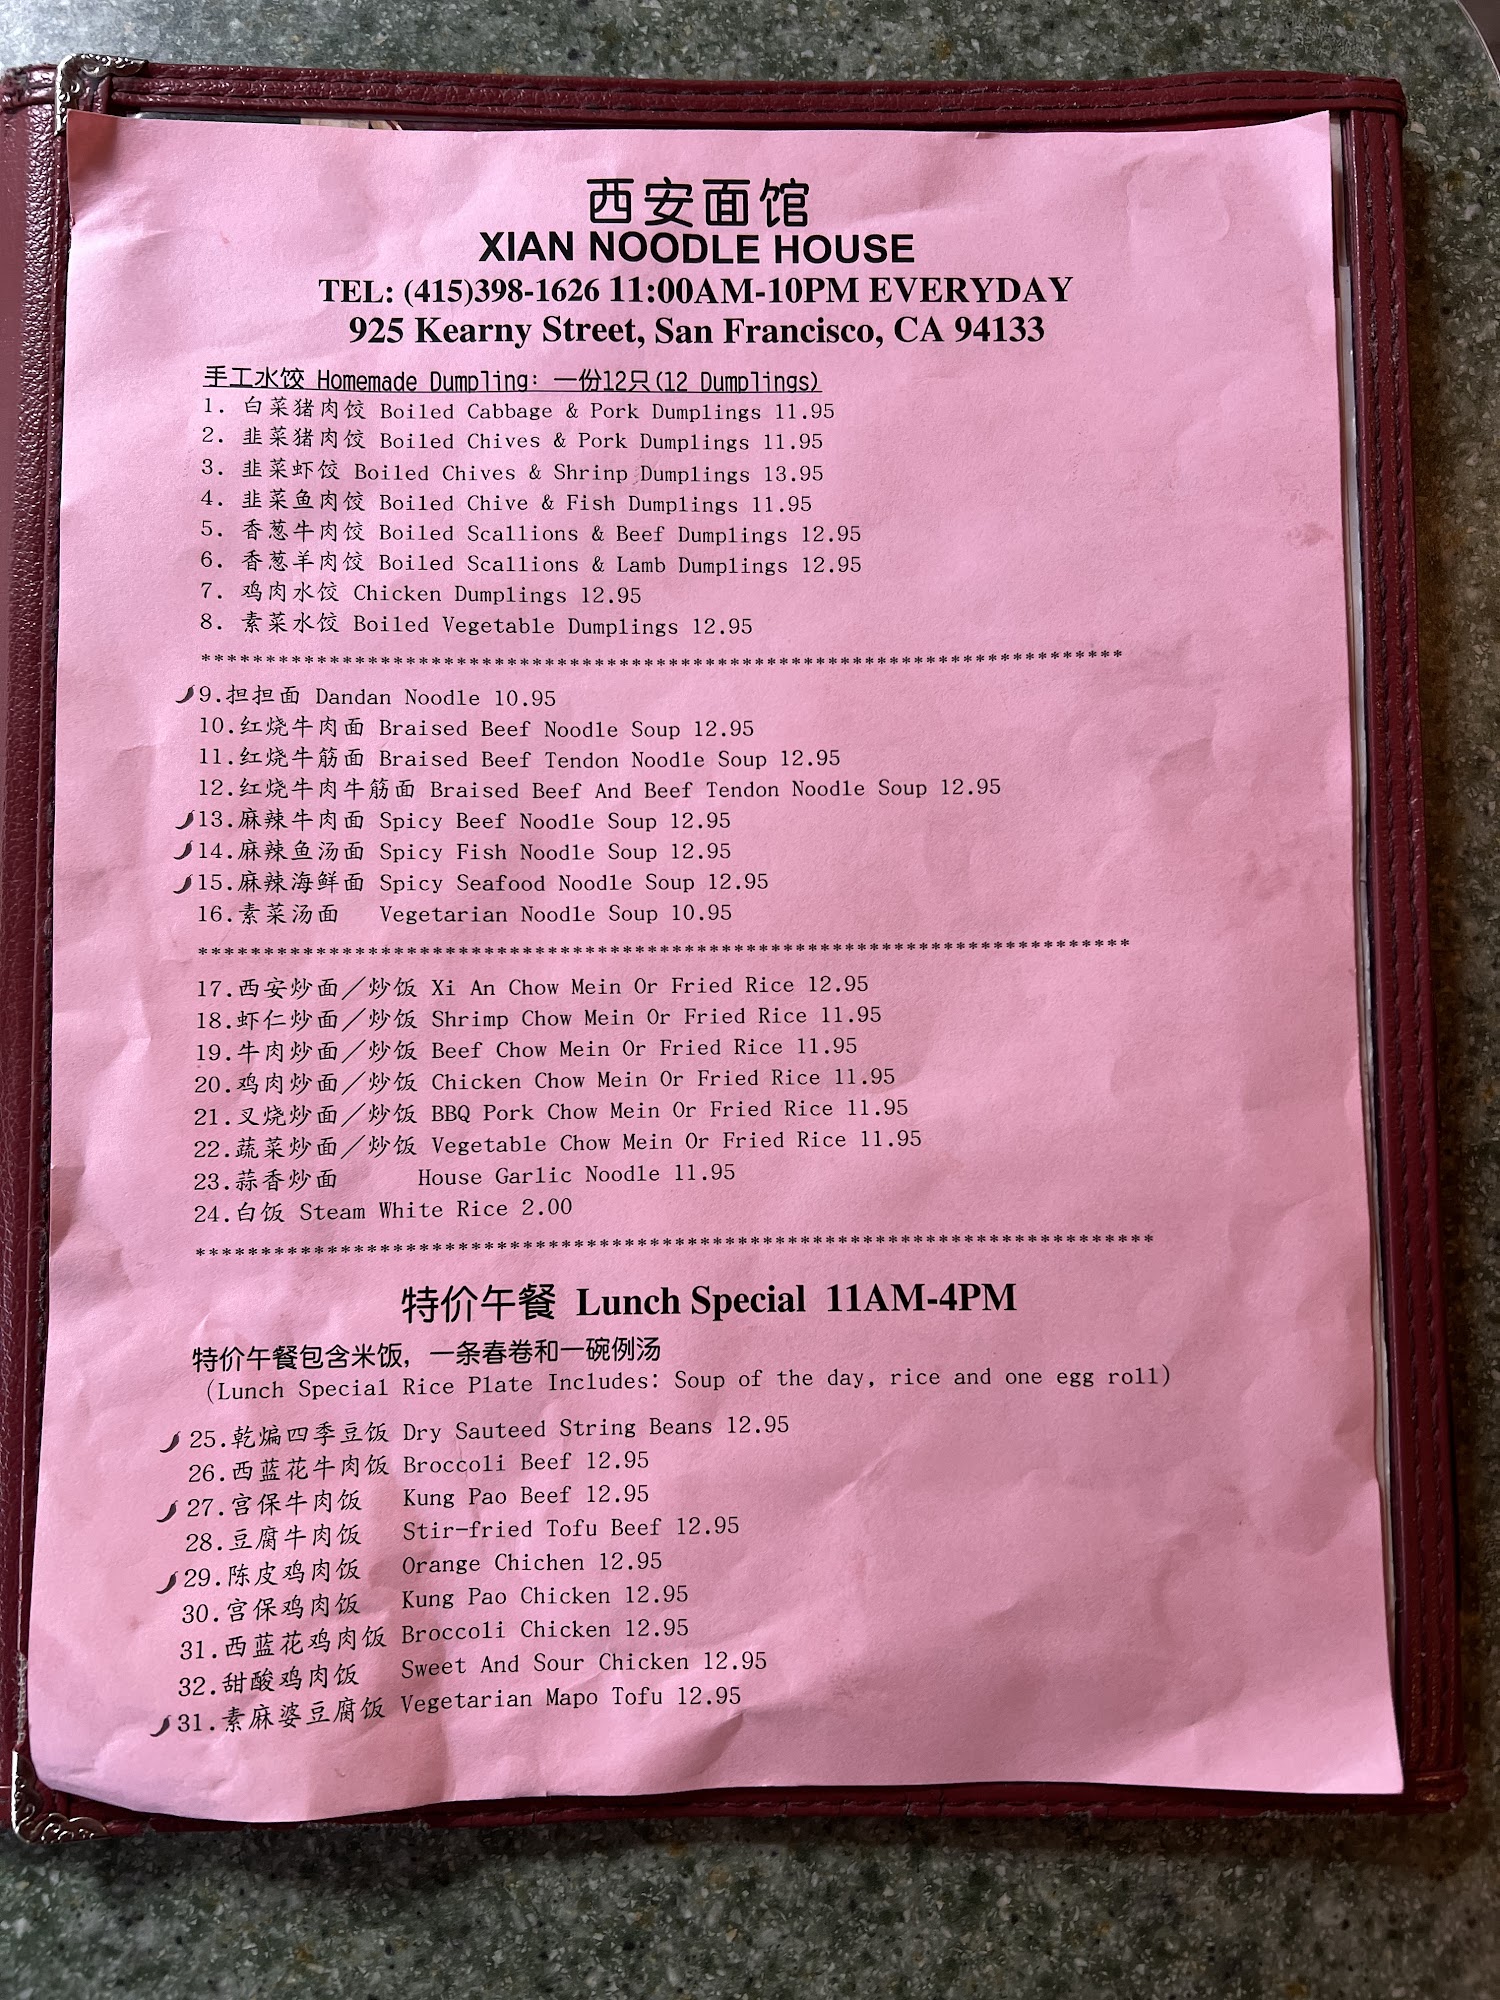 西安面馆
XIAN NOODLE HOUSE
TEL: (415)398-1626 11:00AM-10PM EVERYDAY
925 Kearny Street, San Francisco, CA 94133
手工水饺 Homemade Dumpling: 一份12只(12 Dumplings)
1. 白菜猪肉饺 Boiled Cabbage & Pork Dumplings 11.95
2. 韭菜猪肉饺 Boiled Chives & Pork Dumplings 11.95
3. 韭菜虾饺 Boiled Chives & Shrinp Dumplings 13.95
4. 韭菜鱼肉饺 Boiled Chive & Fish Dumplings 11.95
5. 香葱牛肉饺 Boiled Scallions & Beef Dumplings 12.95
6. 香葱羊肉饺 Boiled Scallions & Lamb Dumplings 12.95
7. 鸡肉水饺 Chicken Dumplings 12.95
8. 素菜水饺 Boiled Vegetable Dumplings 12.95
************************************************************************
9.担担面 Dandan Noodle 10.95
10.红烧牛肉面 Braised Beef Noodle Soup 12.95
11.红烧牛筋面 Braised Beef Tendon Noodle Soup 12.95
12.红烧牛肉牛筋面 Braised Beef And Beef Tendon Noodle Soup 12.95
13.麻辣牛肉面 Spicy Beef Noodle Soup 12.95
14.麻辣鱼汤面 Spicy Fish Noodle Soup 12.95
15.麻辣海鲜面 Spicy Seafood Noodle Soup 12.95
16.素菜汤面 Vegetarian Noodle Soup 10.95
************************************************************************
17.西安炒面／炒饭 Xi An Chow Mein Or Fried Rice 12.95
18.虾仁炒面／炒饭 Shrimp Chow Mein Or Fried Rice 11.95
19.牛肉炒面／炒饭 Beef Chow Mein Or Fried Rice 11.95
20.鸡肉炒面／炒饭 Chicken Chow Mein Or Fried Rice 11.95
21.叉烧炒面／炒饭 BBQ Pork Chow Mein Or Fried Rice 11.95
22.蔬菜炒面／炒饭 Vegetable Chow Mein Or Fried Rice 11.95
23.蒜香炒面 House Garlic Noodle 11.95
24.白饭 Steam White Rice 2.00
************************************************************************
特价午餐 Lunch Special 11AM-4PM
特价午餐包含米饭，一条春卷和一碗例汤
(Lunch Special Rice Plate Includes: Soup of the day, rice and one egg roll)
25.乾煸四季豆饭 Dry Sauteed String Beans 12.95
26.西蓝花牛肉饭 Broccoli Beef 12.95
27.宫保牛肉饭 Kung Pao Beef 12.95
28.豆腐牛肉饭 Stir-fried Tofu Beef 12.95
29.陈皮鸡肉饭 Orange Chichen 12.95
30.宫保鸡肉饭 Kung Pao Chicken 12.95
31.西蓝花鸡肉饭 Broccoli Chicken 12.95
32.甜酸鸡肉饭 Sweet And Sour Chicken 12.95
31.素麻婆豆腐饭 Vegetarian Mapo Tofu 12.95